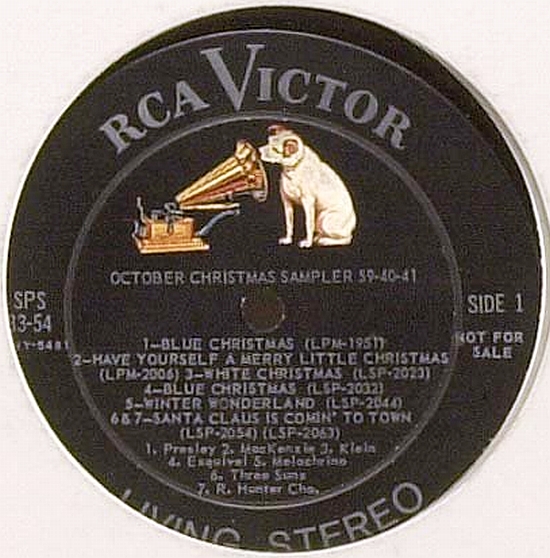 RCA VICTOR
OCTOBER CHRISTMAS SAMPLER 59-40-41
SPS
33-54
SIDE 1
NOT FOR
SALE
1-BLUE CHRISTMAS (LPM-1951)
2-HAVE YOURSELF A MERRY LITTLE CHRISTMAS
(LPM-2006) 3-WHITE CHRISTMAS (LSP-2023)
4-BLUE CHRISTMAS (LSP-2032)
5-WINTER WONDERLAND (LSP-2044)
6&7-SANTA CLAUS IS COMIN' TO TOWN
(LSP-2054) (LSP-2063)
1. Presley 2. MacKenzie 3. Klein
4. Esquivel 5. Melachrino
6. Three Suns
7. R. Hunter Cho.
LIVING STEREO